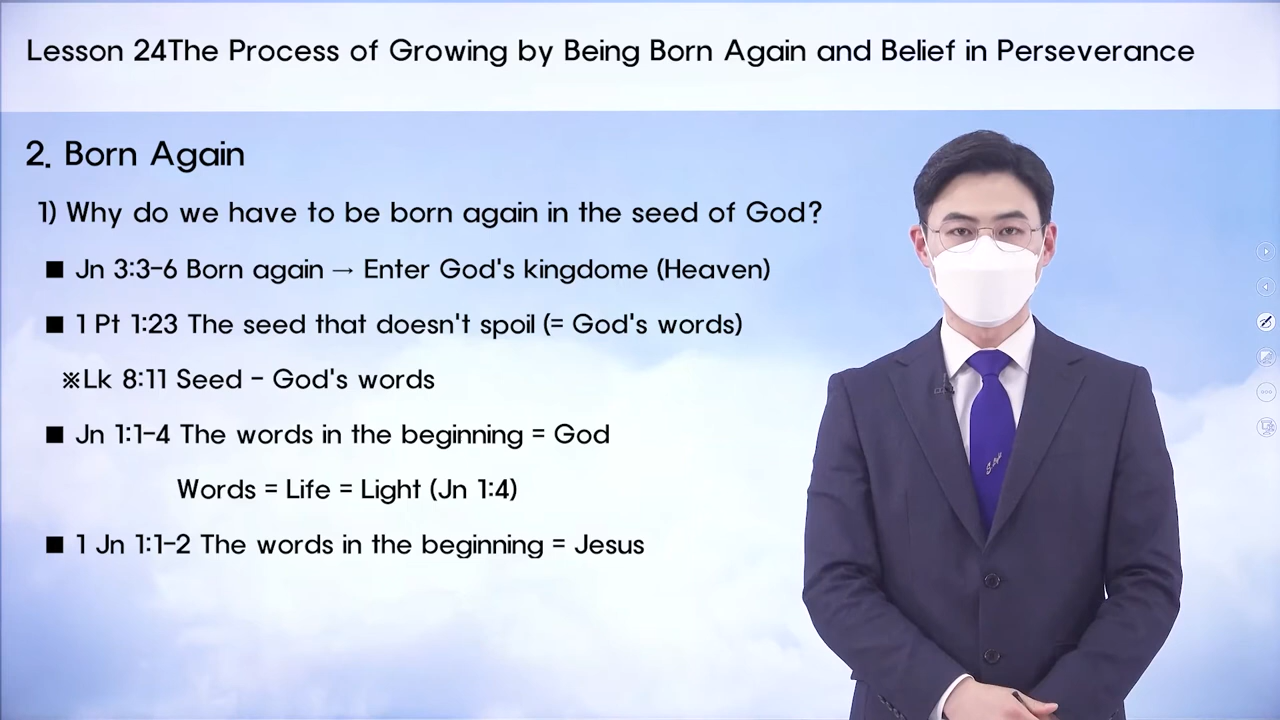 Lesson 24The Process of Growing by Being Born Again and Belief in Perseverance
2. Born Again
1) Why do we have to be born again in the seed of God?
■ Jn 3:3-6 Born again → Enter God's kingdome (Heaven)
■ 1 Pt 1:23 The seed that doesn't spoil (= God's words)
※Lk 8:11 Seed - God's words
■ Jn 1:1-4 The words in the beginning = God
Words = Life = Light (Jn 1:4)
■ 1 Jn 1:1-2 The words in the beginning = Jesus